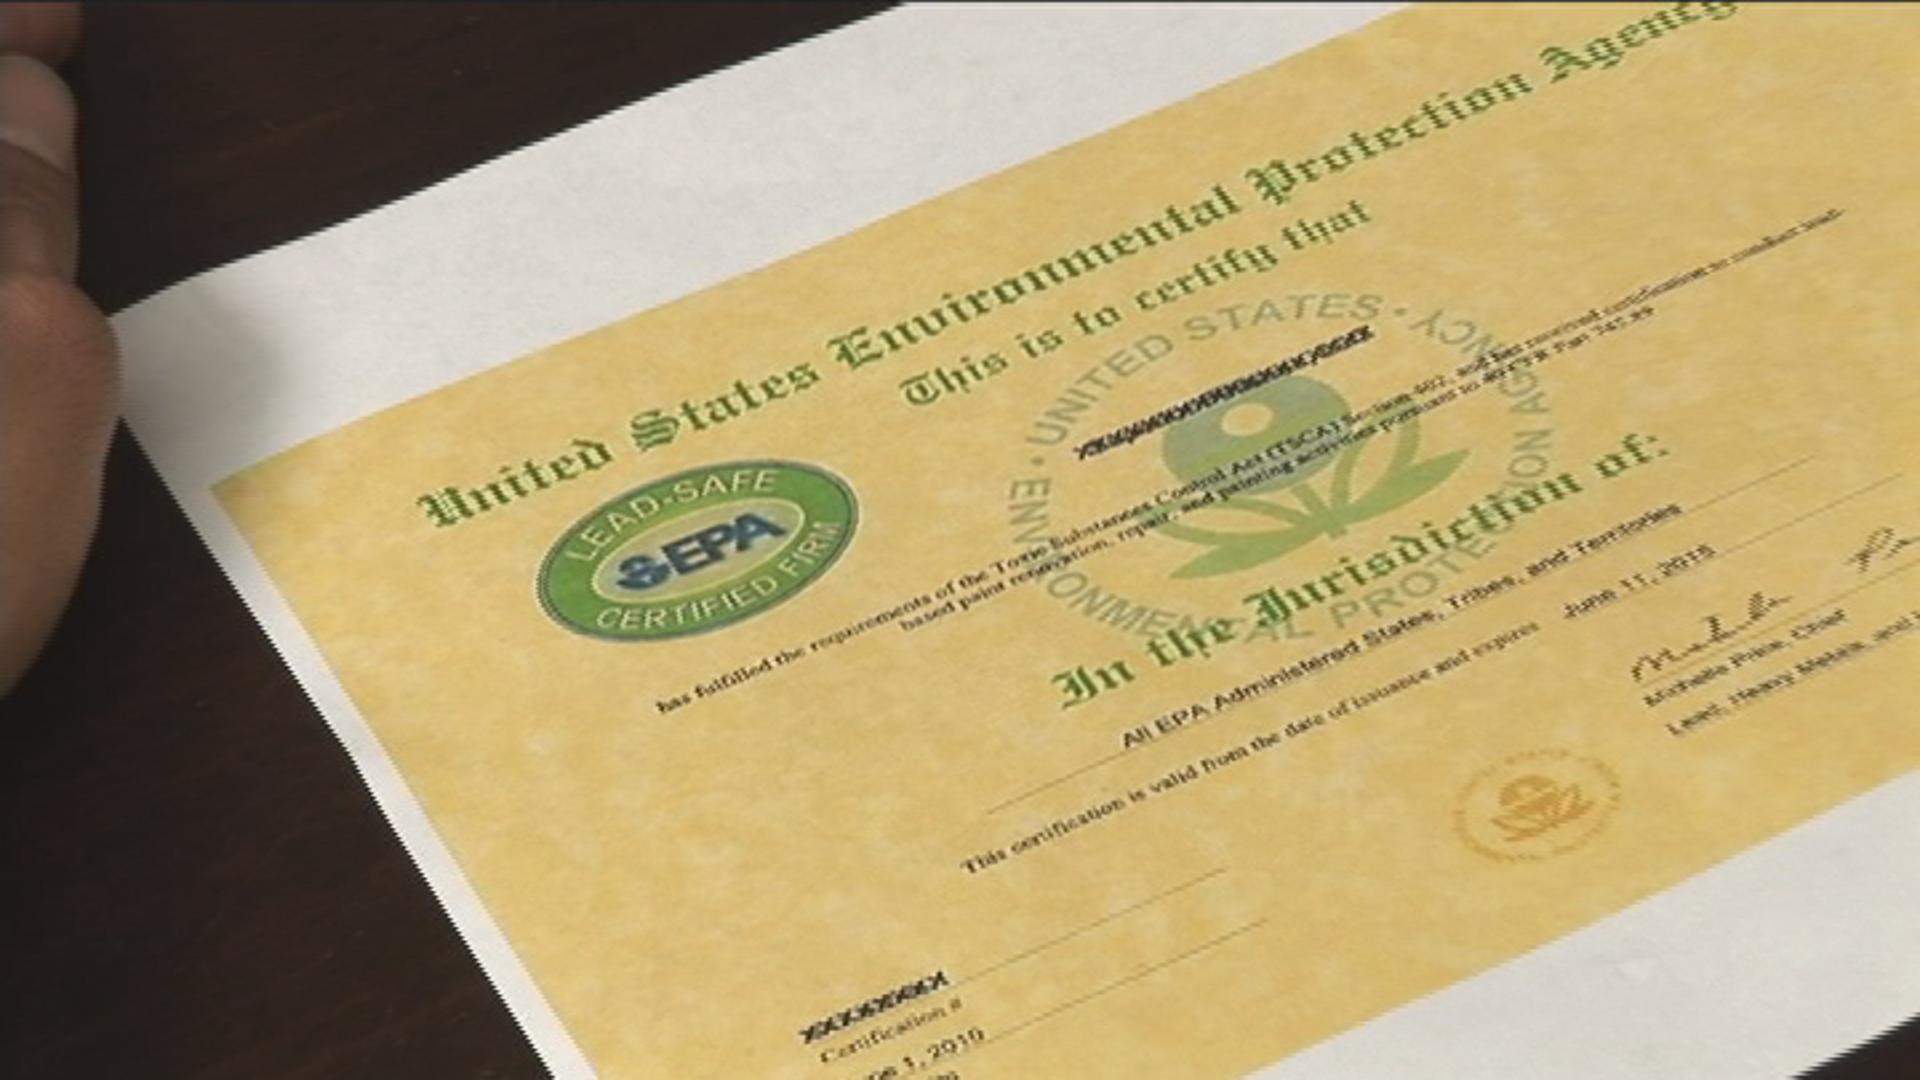 United States Environmental Protection Agency
This is to certify that
LEAD-SAFE
EPA
CERTIFIED FIRM
UNITED STATES • ENVIRONMENTAL PROTECTION AGENCY •
has fulfilled the requirements of the Toxic Substances Control Act (TSCA) Section 402, and has received certification to conduct lead-
based paint renovation, repair, and painting activities pursuant to 40 CFR Part 745.89
In the Jurisdiction of:
All EPA Administered States, Tribes, and Territories
This certification is valid from the date of issuance and expires June 11, 2015
Michelle Price, Chief
Lead, Heavy Metals, and
XXXXXXXX
Certification #
1, 2010